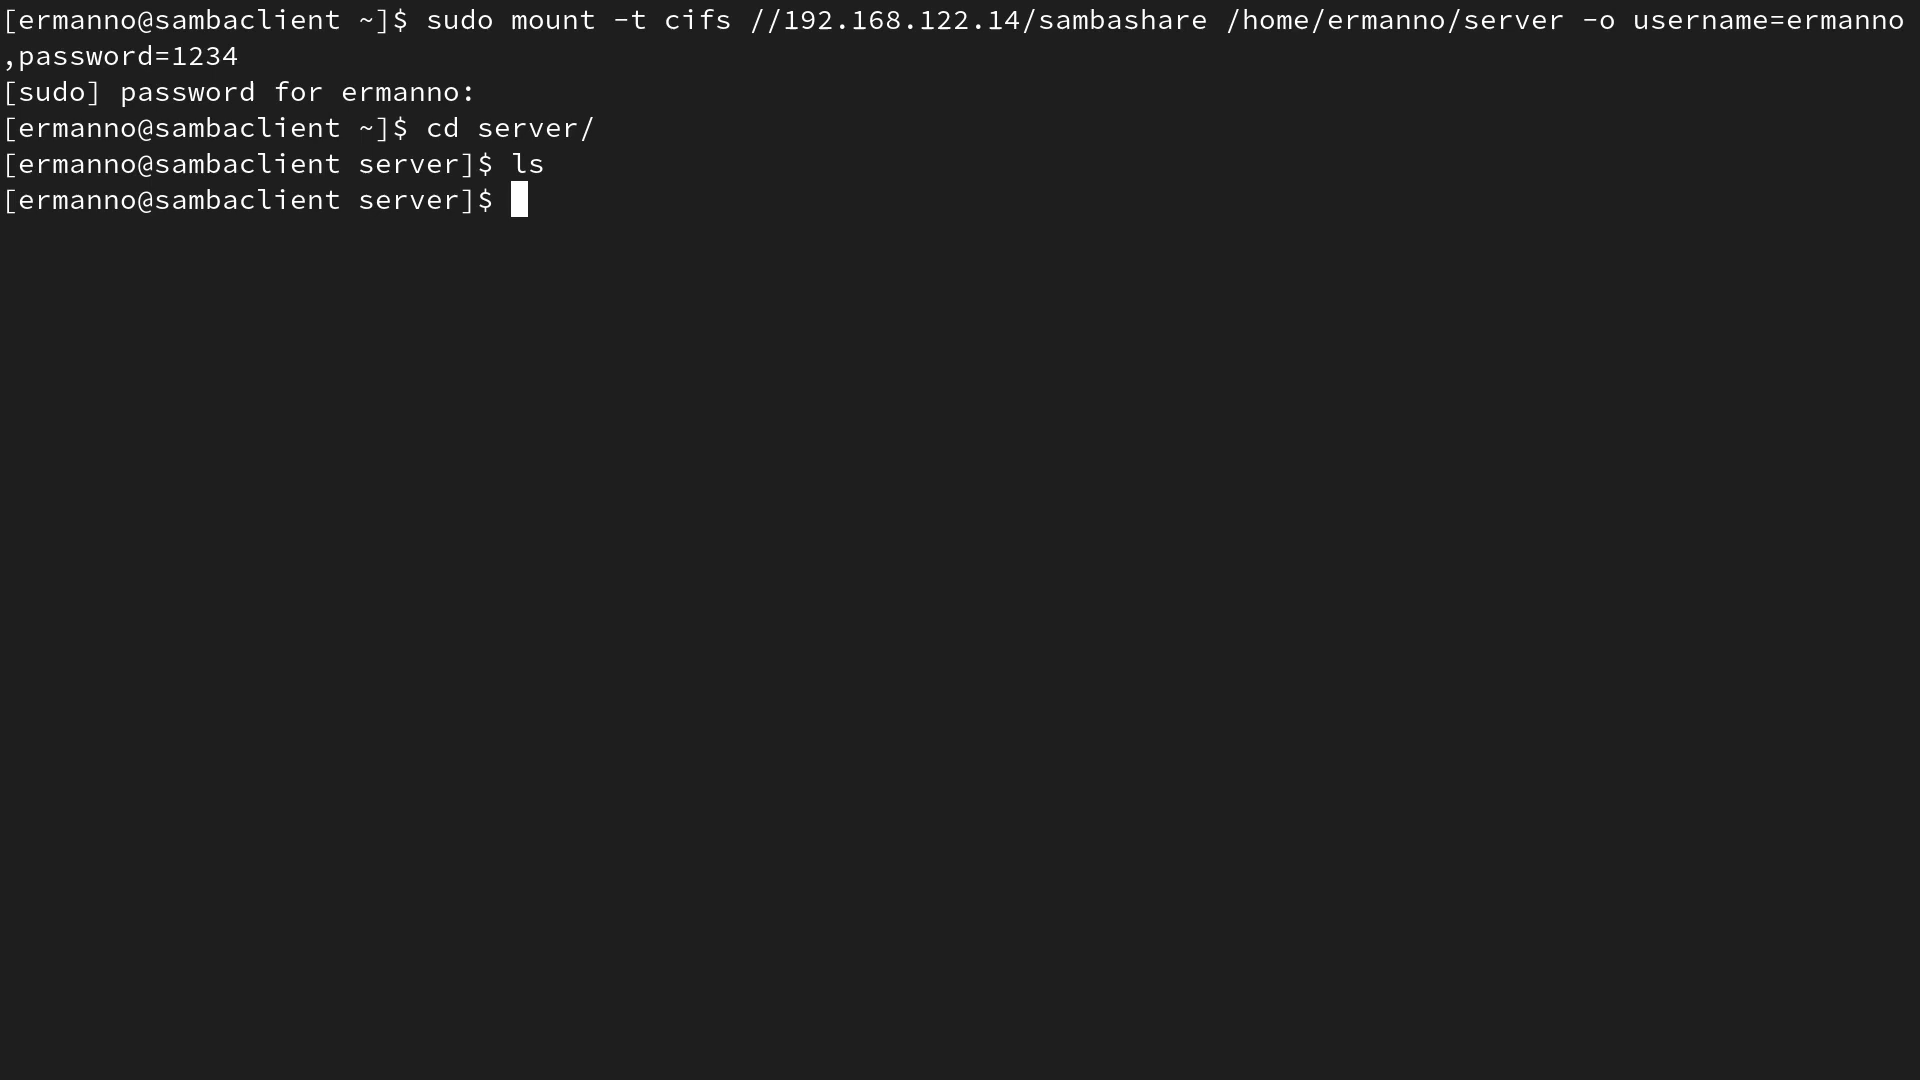 [ermanno@sambaclient ~]$ sudo mount -t cifs //192.168.122.14/sambashare /home/ermanno/server -o username=ermanno
,password=1234
[sudo] password for ermanno:
[ermanno@sambaclient ~]$ cd server/
[ermanno@sambaclient server]$ ls
[ermanno@sambaclient server]$